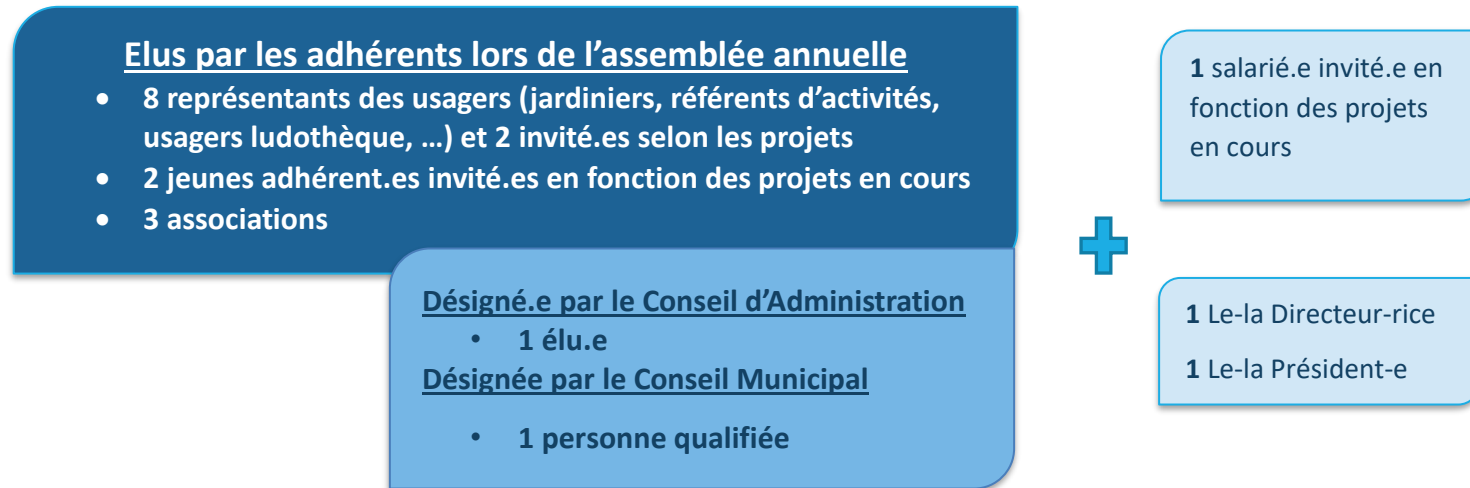 Elus par les adhérents lors de l’assemblée annuelle
• 8 représentants des usagers (jardiniers, référents d’activités,
usagers ludothèque, …) et 2 invité.es selon les projets
• 2 jeunes adhérent.es invité.es en fonction des projets en cours
• 3 associations
Désigné.e par le Conseil d’Administration
• 1 élu.e
Désignée par le Conseil Municipal
• 1 personne qualifiée
1 salarié.e invité.e en
fonction des projets
en cours
1 Le-la Directeur-rice
1 Le-la Président-e